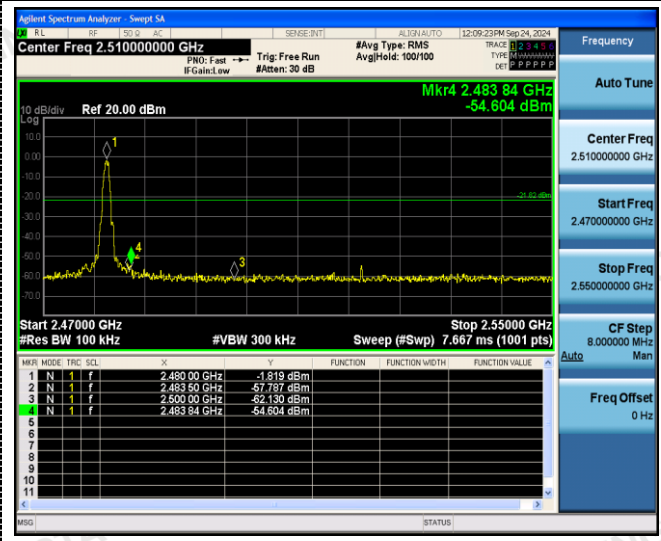 Agilent Spectrum Analyzer - Swept SA
RL RF 50 Ω AC SENSE:INT ALIGN AUTO 12:09:23 PM Sep 24, 2024
Center Freq 2.510000000 GHz
PNO: Fast Trig: Free Run
IFGain:Low #Atten: 30 dB
#Avg Type: RMS
Avg|Hold: 100/100
TRACE 1 2 3 4 5 6
TYPE M
DET P P P P P P
Mkr4 2.483 84 GHz
-54.604 dBm
10 dB/div Ref 20.00 dBm
Log
10.0
0.00
-10.0
-20.0
-30.0
-40.0
-50.0
-60.0
-70.0
1
4
3
-21.82 dBm
Start 2.47000 GHz Stop 2.55000 GHz
#Res BW 100 kHz #VBW 300 kHz Sweep (#Swp) 7.667 ms (1001 pts)
MKR MODE TRC SCL X Y FUNCTION FUNCTION WIDTH FUNCTION VALUE
1 N 1 f 2.480 00 GHz -1.819 dBm
2 N 1 f 2.483 50 GHz -57.787 dBm
3 N 1 f 2.500 00 GHz -62.130 dBm
4 N 1 f 2.483 84 GHz -54.604 dBm
5
6
7
8
9
10
11
MSG STATUS
Frequency
Auto Tune
Center Freq
2.510000000 GHz
Start Freq
2.470000000 GHz
Stop Freq
2.550000000 GHz
CF Step
8.000000 MHz
Auto Man
Freq Offset
0 Hz